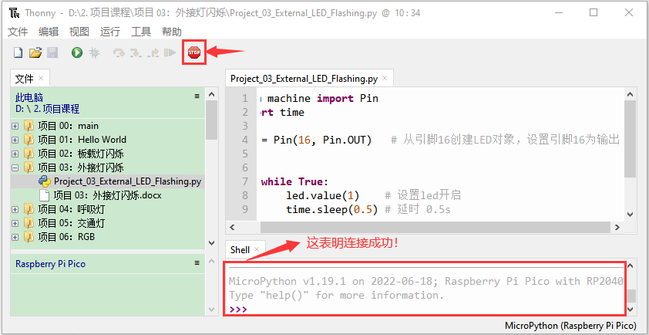 Thonny - D:\2. 项目课程\项目 03：外接灯闪烁\Project_03_External_LED_Flashing.py @ 10 : 34
文件 编辑 视图 运行 工具 帮助
STOP
文件
此电脑
D: \ 2. 项目课程
项目 00：main
项目 01：Hello World
项目 02：板载灯闪烁
项目 03：外接灯闪烁
Project_03_External_LED_Flashing.py
项目 03：外接灯闪烁.docx
项目 04：呼吸灯
项目 05：交通灯
项目 06：RGB
Raspberry Pi Pico
Project_03_External_LED_Flashing.py
1 machine import Pin
2 rt time
3
4 = Pin(16, Pin.OUT) # 从引脚16创建LED对象，设置引脚16为输出
5
6
7 while True:
8 led.value(1) # 设置led开启
9 time.sleep(0.5) # 延时 0.5s
Shell
这表明连接成功！
MicroPython v1.19.1 on 2022-06-18; Raspberry Pi Pico with RP2040
Type "help()" for more information.
>>>
MicroPython (Raspberry Pi Pico)